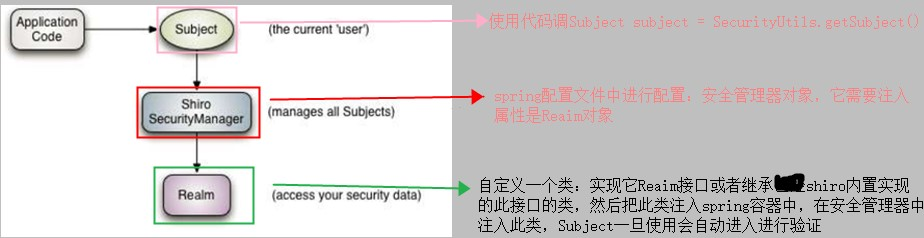 Application
Code
Subject
(the current 'user')
使用代码调Subject subject = SecurityUtils.getSubject()
Shiro
SecurityManager
(manages all Subjects)
spring配置文件中进行配置：安全管理器对象，它需要注入
属性是Reaim对象
Realm
(access your security data)
自定义一个类：实现它Reaim接口或者继承shiro内置实现
的此接口的类，然后把此类注入spring容器中，在安全管理器中
注入此类，Subject一旦使用会自动进入进行验证